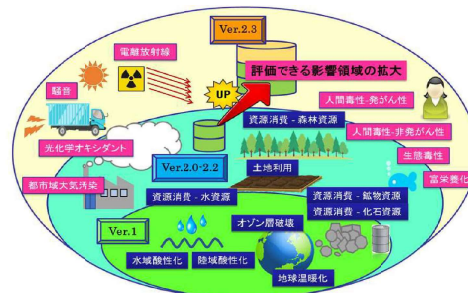 Ver.2.3
電離放射線
評価できる影響領域の拡大
UP
騒音
人間毒性-発がん性
資源消費 - 森林資源
人間毒性-非発がん性
光化学オキシダント
生態毒性
Ver.2.0-2.2
土地利用
富栄養化
都市域大気汚染
資源消費 - 水資源
資源消費 - 鉱物資源
資源消費 - 化石資源
オゾン層破壊
Ver.1
水域酸性化
陸域酸性化
地球温暖化